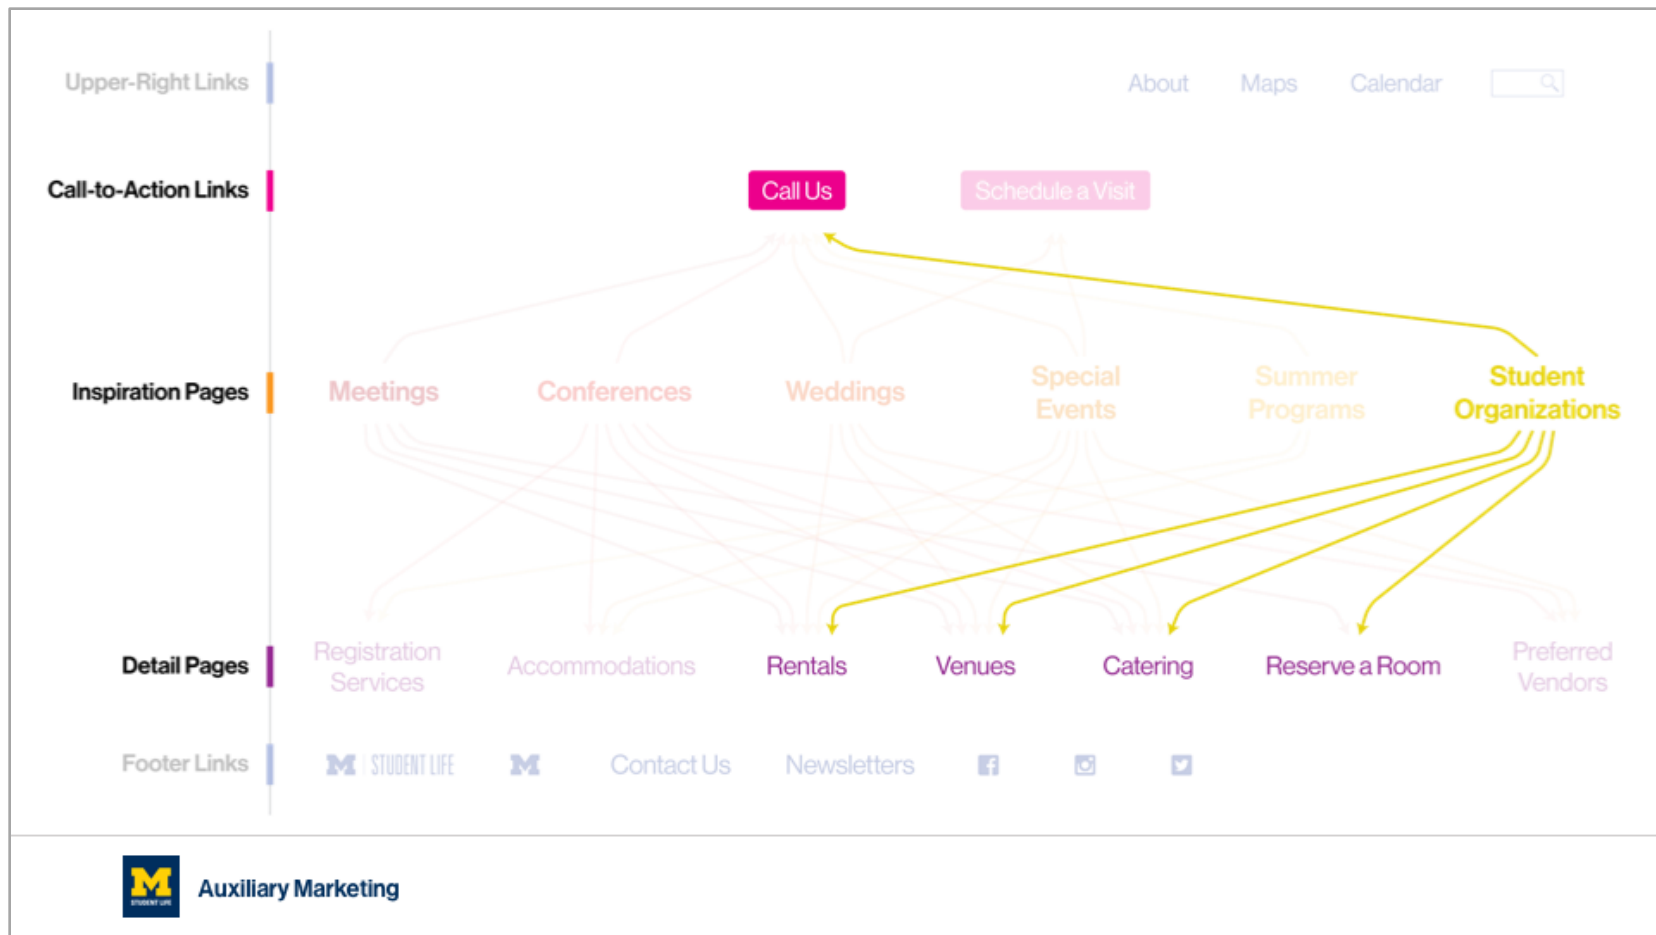 Upper-Right Links
About
Maps
Calendar
Call-to-Action Links
Call Us
Schedule a Visit
Inspiration Pages
Meetings
Conferences
Weddings
Special
Events
Summer
Programs
Student
Organizations
Detail Pages
Registration
Services
Accommodations
Rentals
Venues
Catering
Reserve a Room
Preferred
Vendors
Footer Links
M | STUDENT LIFE
M
Contact Us
Newsletters
M
STUDENT LIFE
Auxiliary Marketing